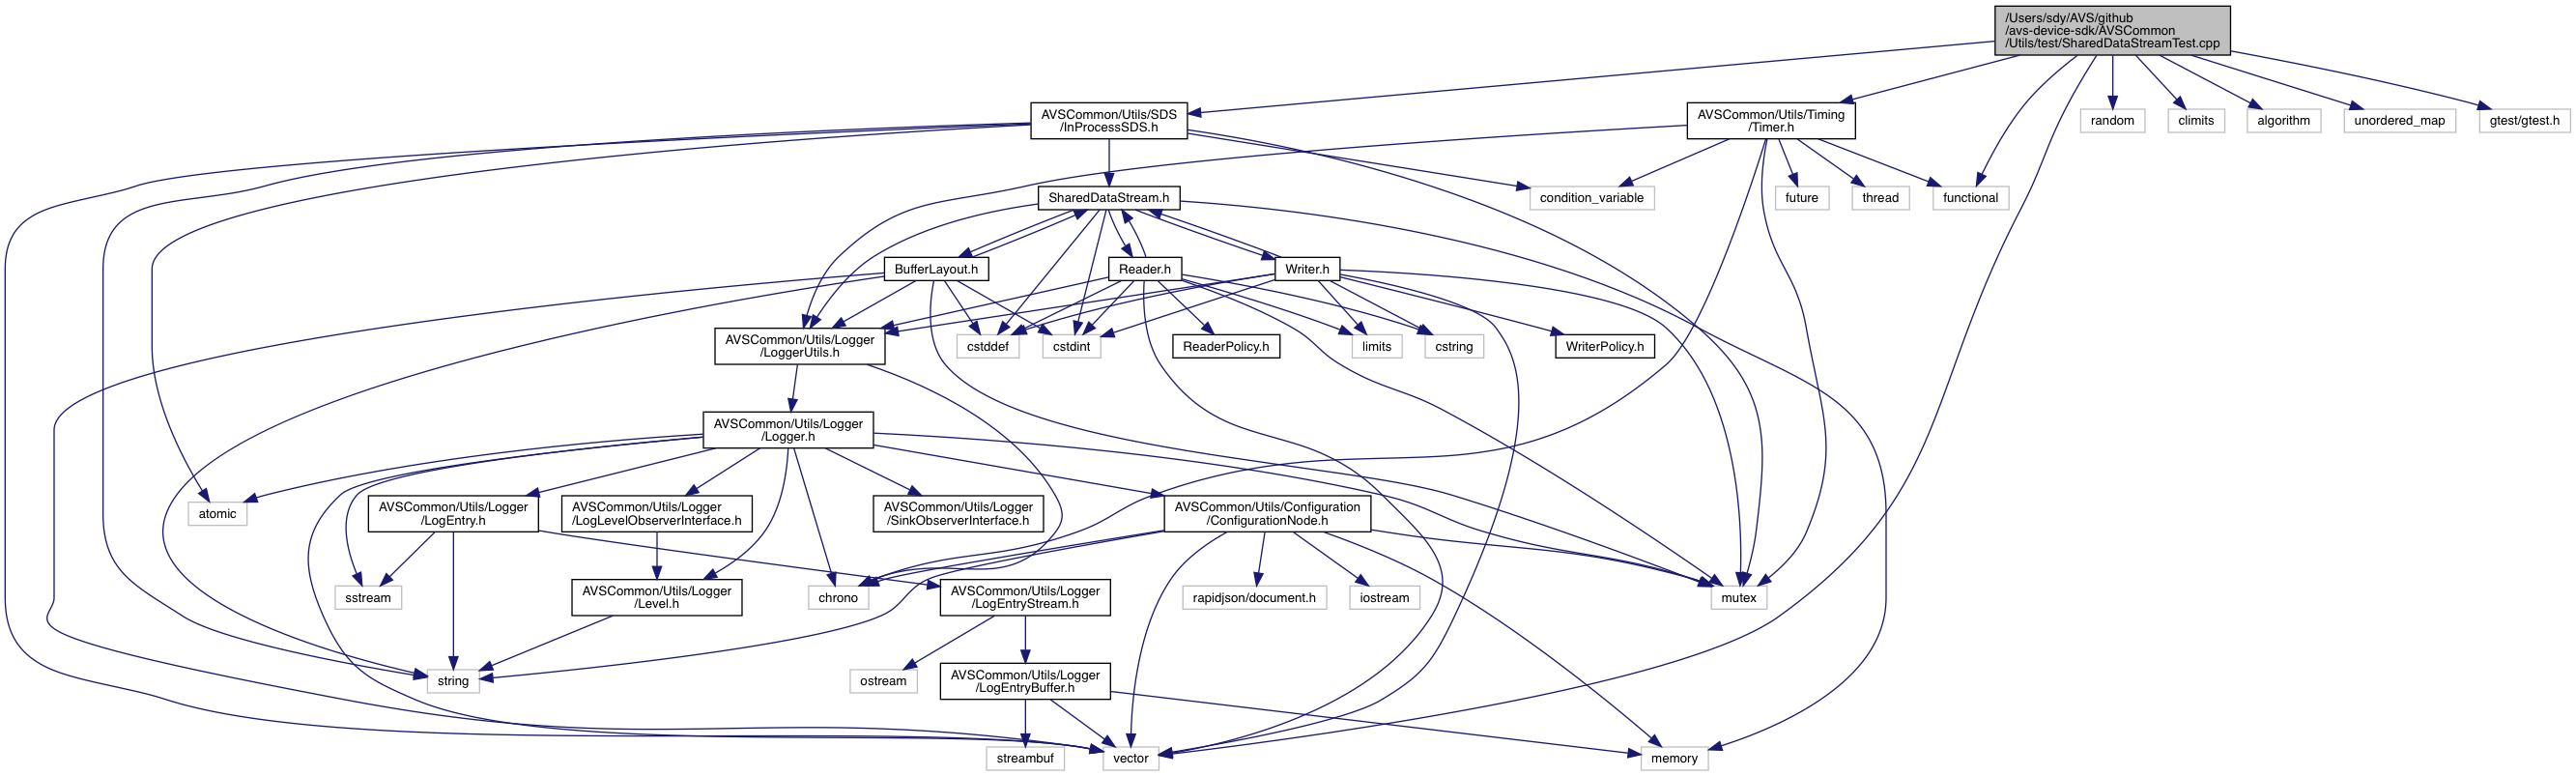 /Users/sdy/AVS/github
/avs-device-sdk/AVSCommon
/Utils/test/SharedDataStreamTest.cpp
AVSCommon/Utils/SDS
/InProcessSDS.h
AVSCommon/Utils/Timing
/Timer.h
random
climits
algorithm
unordered_map
gtest/gtest.h
SharedDataStream.h
condition_variable
future
thread
functional
BufferLayout.h
Reader.h
Writer.h
AVSCommon/Utils/Logger
/LoggerUtils.h
cstddef
cstdint
ReaderPolicy.h
limits
cstring
WriterPolicy.h
AVSCommon/Utils/Logger
/Logger.h
atomic
AVSCommon/Utils/Logger
/LogEntry.h
AVSCommon/Utils/Logger
/LogLevelObserverInterface.h
AVSCommon/Utils/Logger
/SinkObserverInterface.h
AVSCommon/Utils/Configuration
/ConfigurationNode.h
sstream
AVSCommon/Utils/Logger
/Level.h
chrono
AVSCommon/Utils/Logger
/LogEntryStream.h
rapidjson/document.h
iostream
mutex
string
ostream
AVSCommon/Utils/Logger
/LogEntryBuffer.h
streambuf
vector
memory